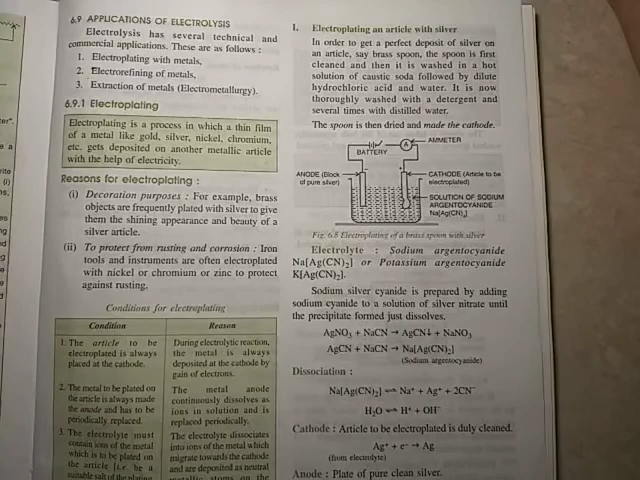 6.9 APPLICATIONS OF ELECTROLYSIS
Electrolysis has several technical and
commercial applications. These are as follows :
1. Electroplating with metals,
2. Electrorefining of metals,
3. Extraction of metals (Electrometallurgy).
6.9.1 Electroplating
Electroplating is a process in which a thin film
of a metal like gold, silver, nickel, chromium,
etc. gets deposited on another metallic article
with the help of electricity.
Reasons for electroplating :
(i) Decoration purposes : For example, brass
objects are frequently plated with silver to give
them the shining appearance and beauty of a
silver article.
(ii) To protect from rusting and corrosion : Iron
tools and instruments are often electroplated
with nickel or chromium or zinc to protect
against rusting.
Conditions for electroplating
Condition
Reason
1. The article to be
electroplated is always
placed at the cathode.
During electrolytic reaction,
the metal is always
deposited at the cathode by
gain of electrons.
2. The metal to be plated on
the article is always made
the anode and has to be
periodically replaced.
The metal anode
continuously dissolves as
ions in solution and is
replaced periodically.
3. The electrolyte must
contain ions of the metal
which is to be plated on
the article (i.e. be a
suitable salt of the plating
The electrolyte dissociates
into ions of the metal which
migrate towards the cathode
and are deposited as neutral
metallic atoms on the
1. Electroplating an article with silver
In order to get a perfect deposit of silver on
an article, say brass spoon, the spoon is first
cleaned and then it is washed in a hot
solution of caustic soda followed by dilute
hydrochloric acid and water. It is now
thoroughly washed with a detergent and
several times with distilled water.
The spoon is then dried and made the cathode.
BATTERY
A
AMMETER
ANODE (Block
of pure silver)
CATHODE (Article to be
electroplated)
SOLUTION OF SODIUM
ARGENTOCYANIDE
Na[Ag(CN)₂]
Fig. 6.8 Electroplating of a brass spoon with silver
Electrolyte : Sodium argentocyanide
Na[Ag(CN)₂] or Potassium argentocyanide
K[Ag(CN)₂].
Sodium silver cyanide is prepared by adding
sodium cyanide to a solution of silver nitrate until
the precipitate formed just dissolves.
AgNO₃ + NaCN → AgCN↓ + NaNO₃
AgCN + NaCN → Na[Ag(CN)₂]
(Sodium argentocyanide)
Dissociation :
Na[Ag(CN)₂] ⇌ Na⁺ + Ag⁺ + 2CN⁻
H₂O ⇌ H⁺ + OH⁻
Cathode : Article to be electroplated is duly cleaned.
Ag⁺ + e⁻ → Ag
(from electrolyte)
Anode : Plate of pure clean silver.